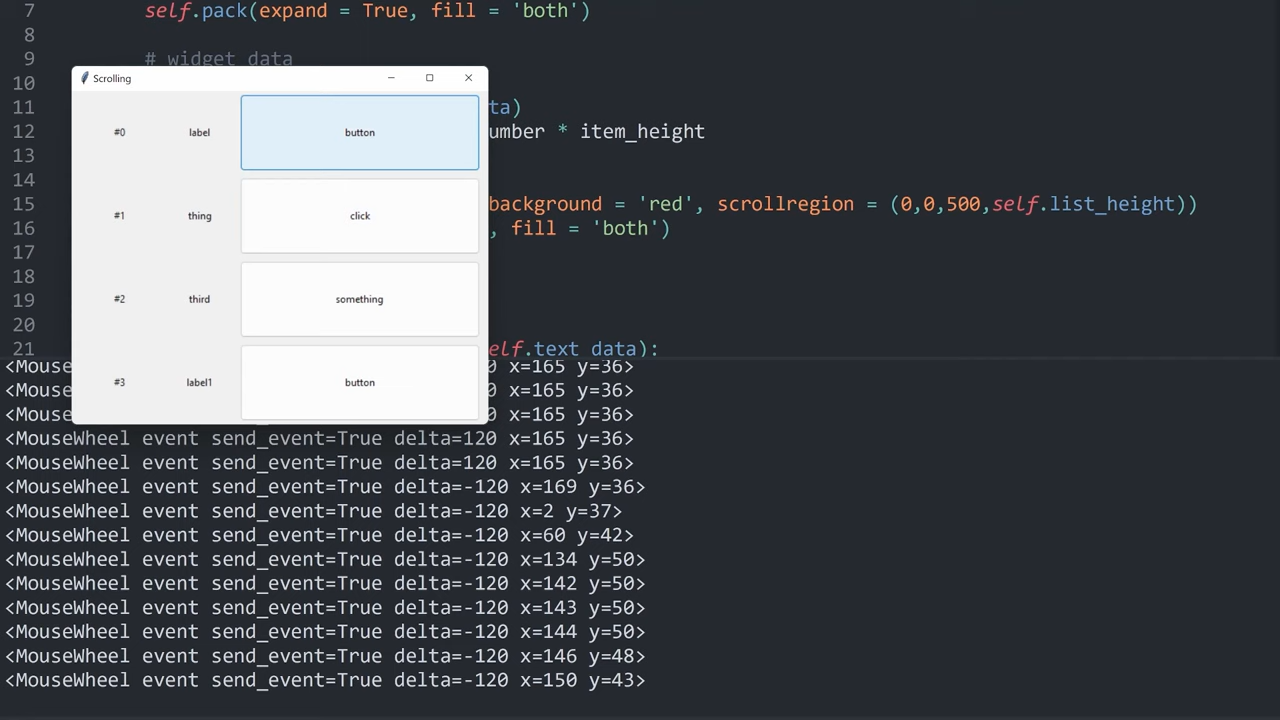 7 self.pack(expand = True, fill = 'both')
8
9 # widget data
10
11 ta)
12 umber * item_height
13
14
15 background = 'red', scrollregion = (0,0,500,self.list_height))
16 , fill = 'both')
17
18
19
20
21 elf.text_data):
Scrolling
#0 label button
#1 thing click
#2 third something
#3 label1 button
<Mouse 0 x=165 y=36>
<Mouse 0 x=165 y=36>
<Mouse 0 x=165 y=36>
<MouseWheel event send_event=True delta=120 x=165 y=36>
<MouseWheel event send_event=True delta=120 x=165 y=36>
<MouseWheel event send_event=True delta=-120 x=169 y=36>
<MouseWheel event send_event=True delta=-120 x=2 y=37>
<MouseWheel event send_event=True delta=-120 x=60 y=42>
<MouseWheel event send_event=True delta=-120 x=134 y=50>
<MouseWheel event send_event=True delta=-120 x=142 y=50>
<MouseWheel event send_event=True delta=-120 x=143 y=50>
<MouseWheel event send_event=True delta=-120 x=144 y=50>
<MouseWheel event send_event=True delta=-120 x=146 y=48>
<MouseWheel event send_event=True delta=-120 x=150 y=43>